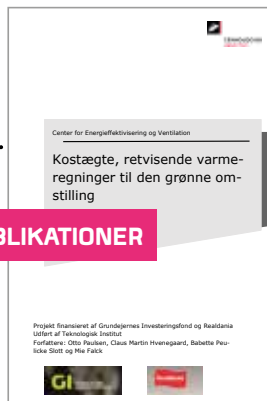 TEKNOLOGISK
Center for Energieffektivisering og Ventilation
Kostægte, retvisende varme-
regninger til den grønne om-
stilling
BLIKATIONER
Projekt finansieret af Grundejernes Investeringsfond og Realdania
Udført af Teknologisk Institut
Forfattere: Otto Paulsen, Claus Martin Hvenegaard, Babette Peu-
licke Slott og Mie Falck
GI